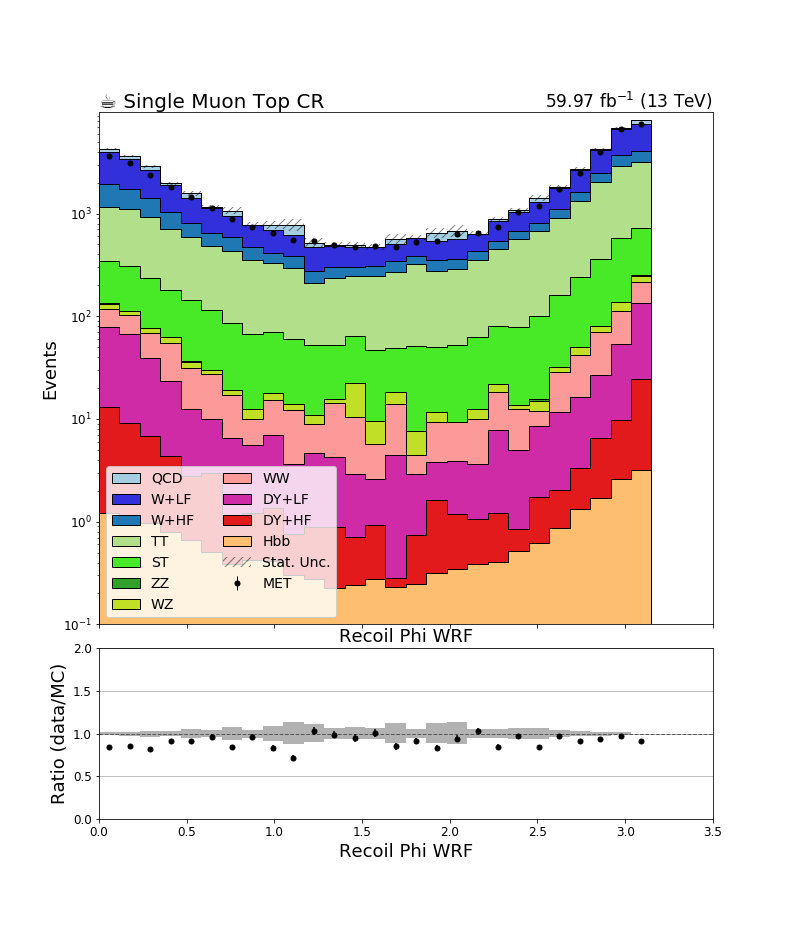 ☕ Single Muon Top CR 59.97 fb⁻¹ (13 TeV)
Events
10³
10²
10¹
10⁰
10⁻¹
QCD WW
W+LF DY+LF
W+HF DY+HF
TT Hbb
ST Stat. Unc.
ZZ MET
WZ
Recoil Phi WRF
Ratio (data/MC)
2.0
1.5
1.0
0.5
0.0
0.0 0.5 1.0 1.5 2.0 2.5 3.0 3.5
Recoil Phi WRF